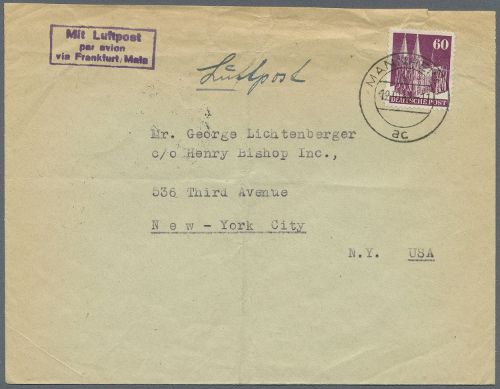 Mit Luftpost
par avion
via Frankfurt/Main
Luftpost
60
DEUTSCHE POST
ac
Mr. George Lichtenberger
c/o Henry Bishop Inc.,
536 Third Avenue
New - York City
N.Y. USA